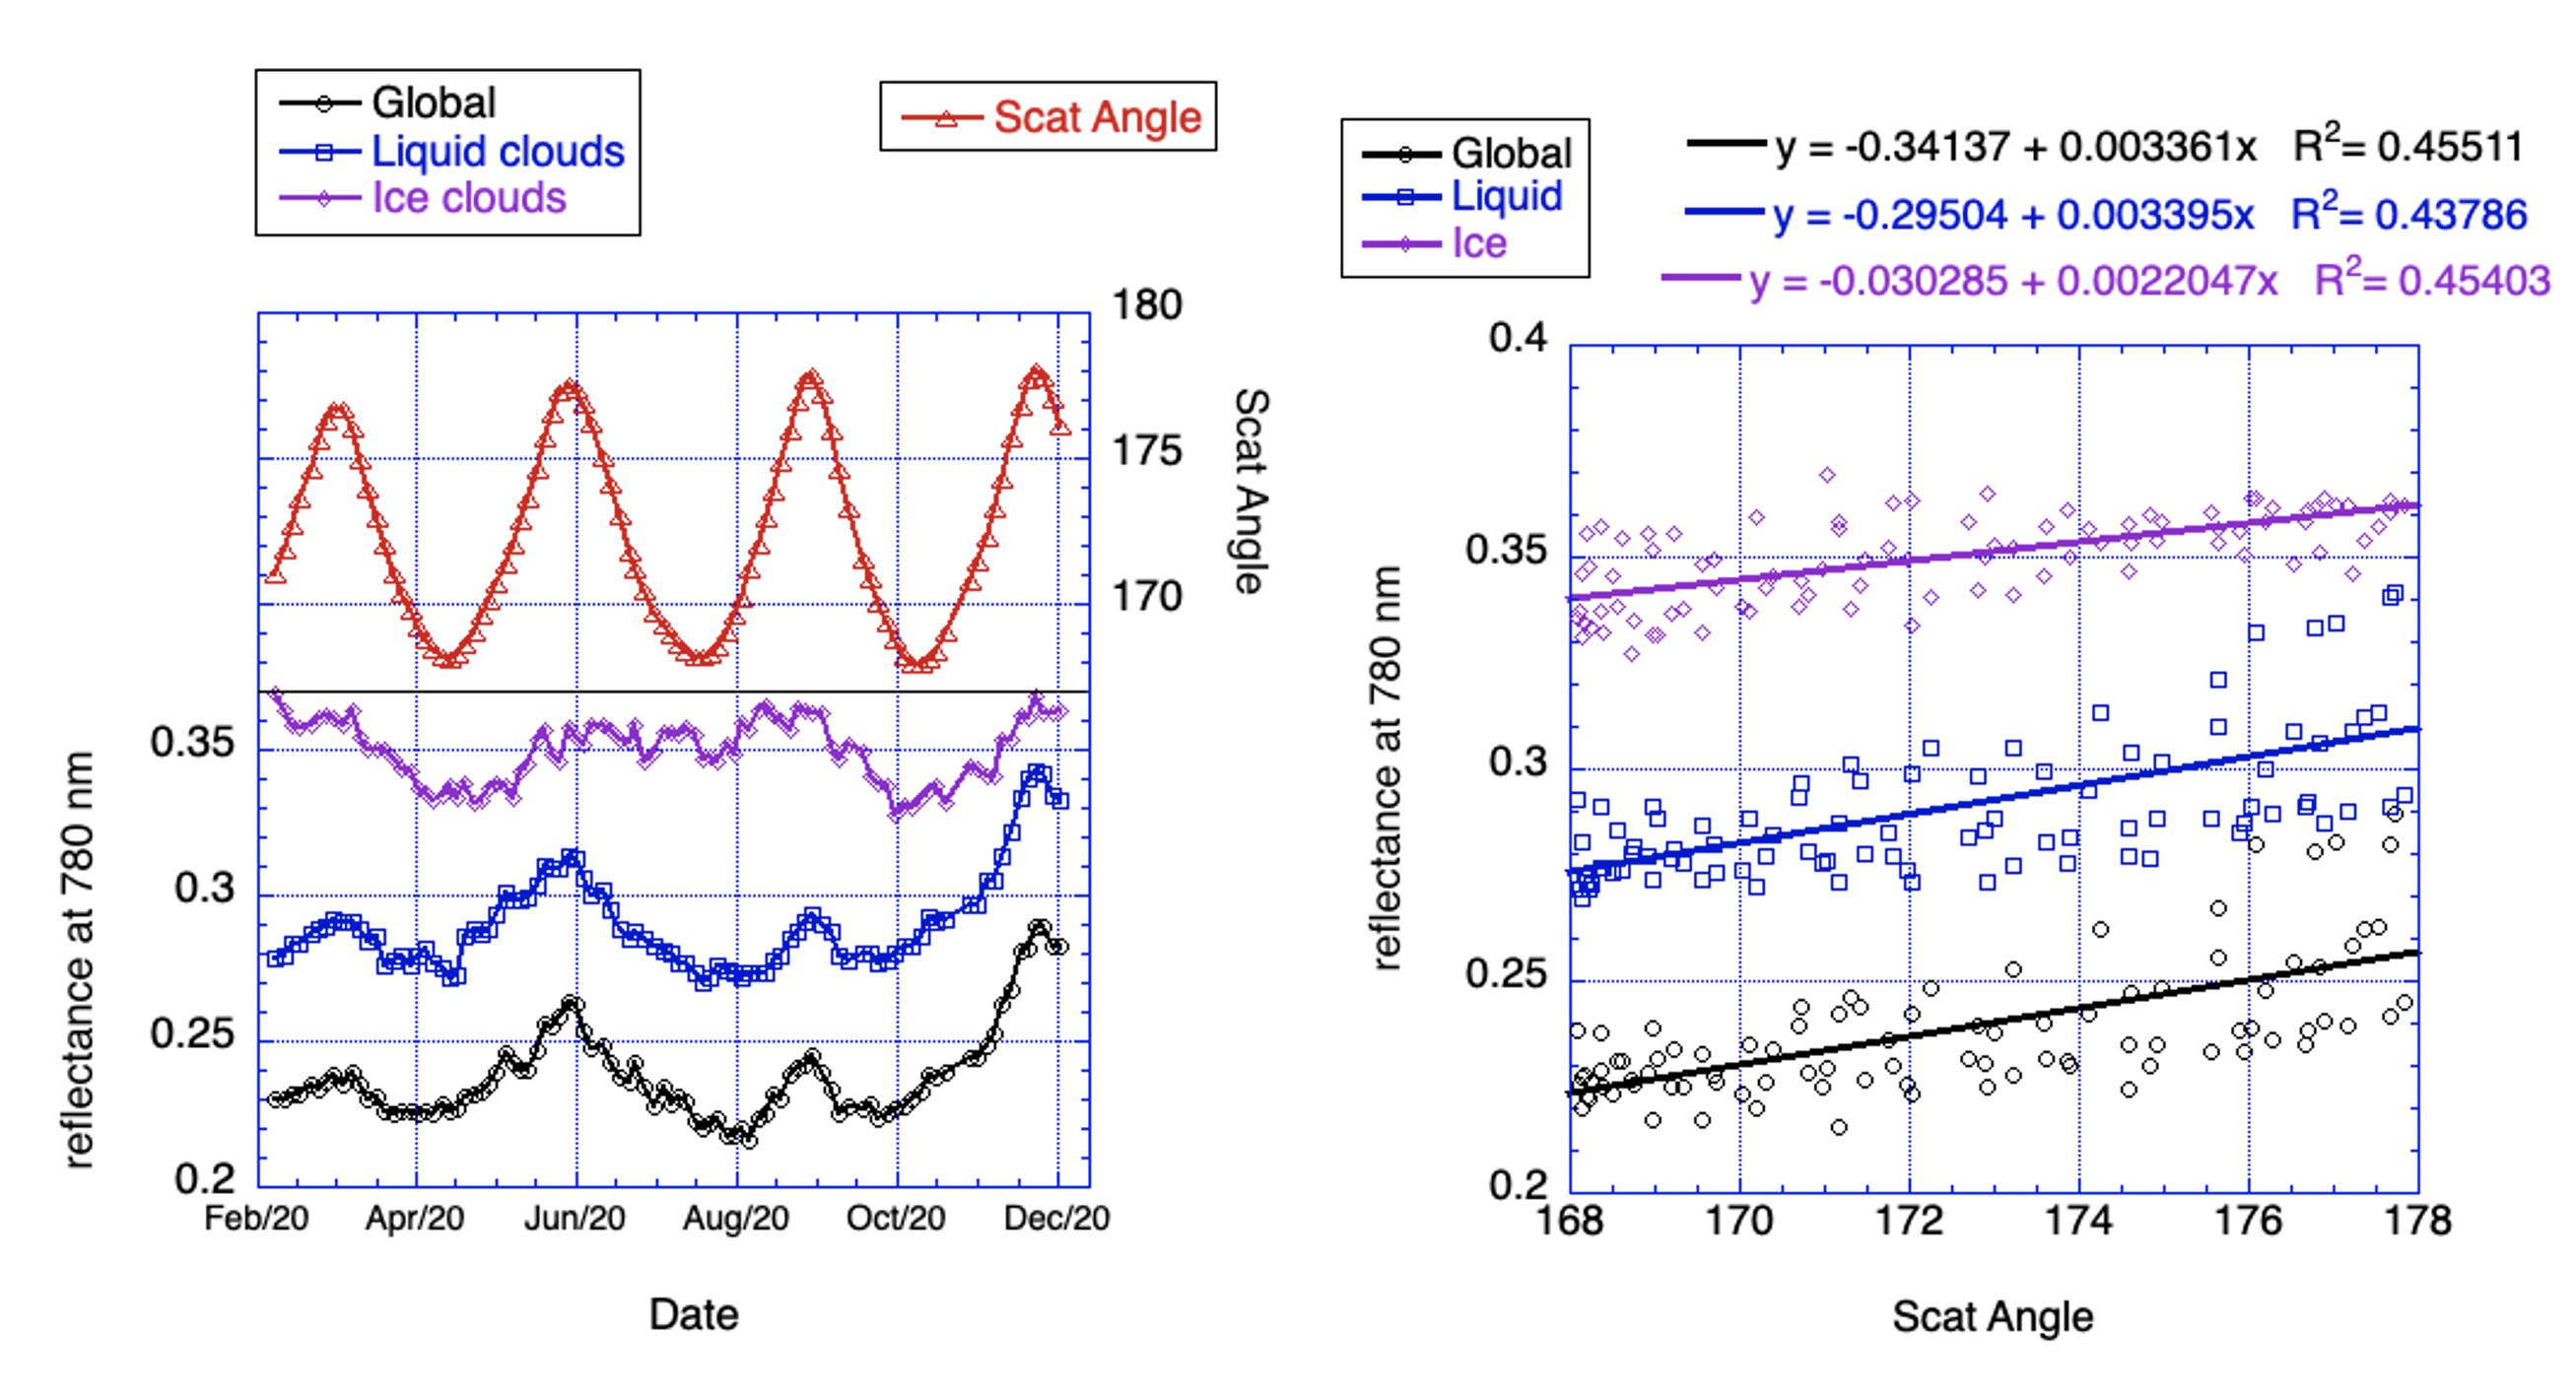 Global
Liquid clouds
Ice clouds
Scat Angle
180
175
170
Scat Angle
0.35
0.3
0.25
0.2
reflectance at 780 nm
Feb/20 Apr/20 Jun/20 Aug/20 Oct/20 Dec/20
Date
Global
Liquid
Ice
y = -0.34137 + 0.003361x R²= 0.45511
y = -0.29504 + 0.003395x R²= 0.43786
y = -0.030285 + 0.0022047x R²= 0.45403
0.4
0.35
0.3
0.25
0.2
reflectance at 780 nm
168 170 172 174 176 178
Scat Angle